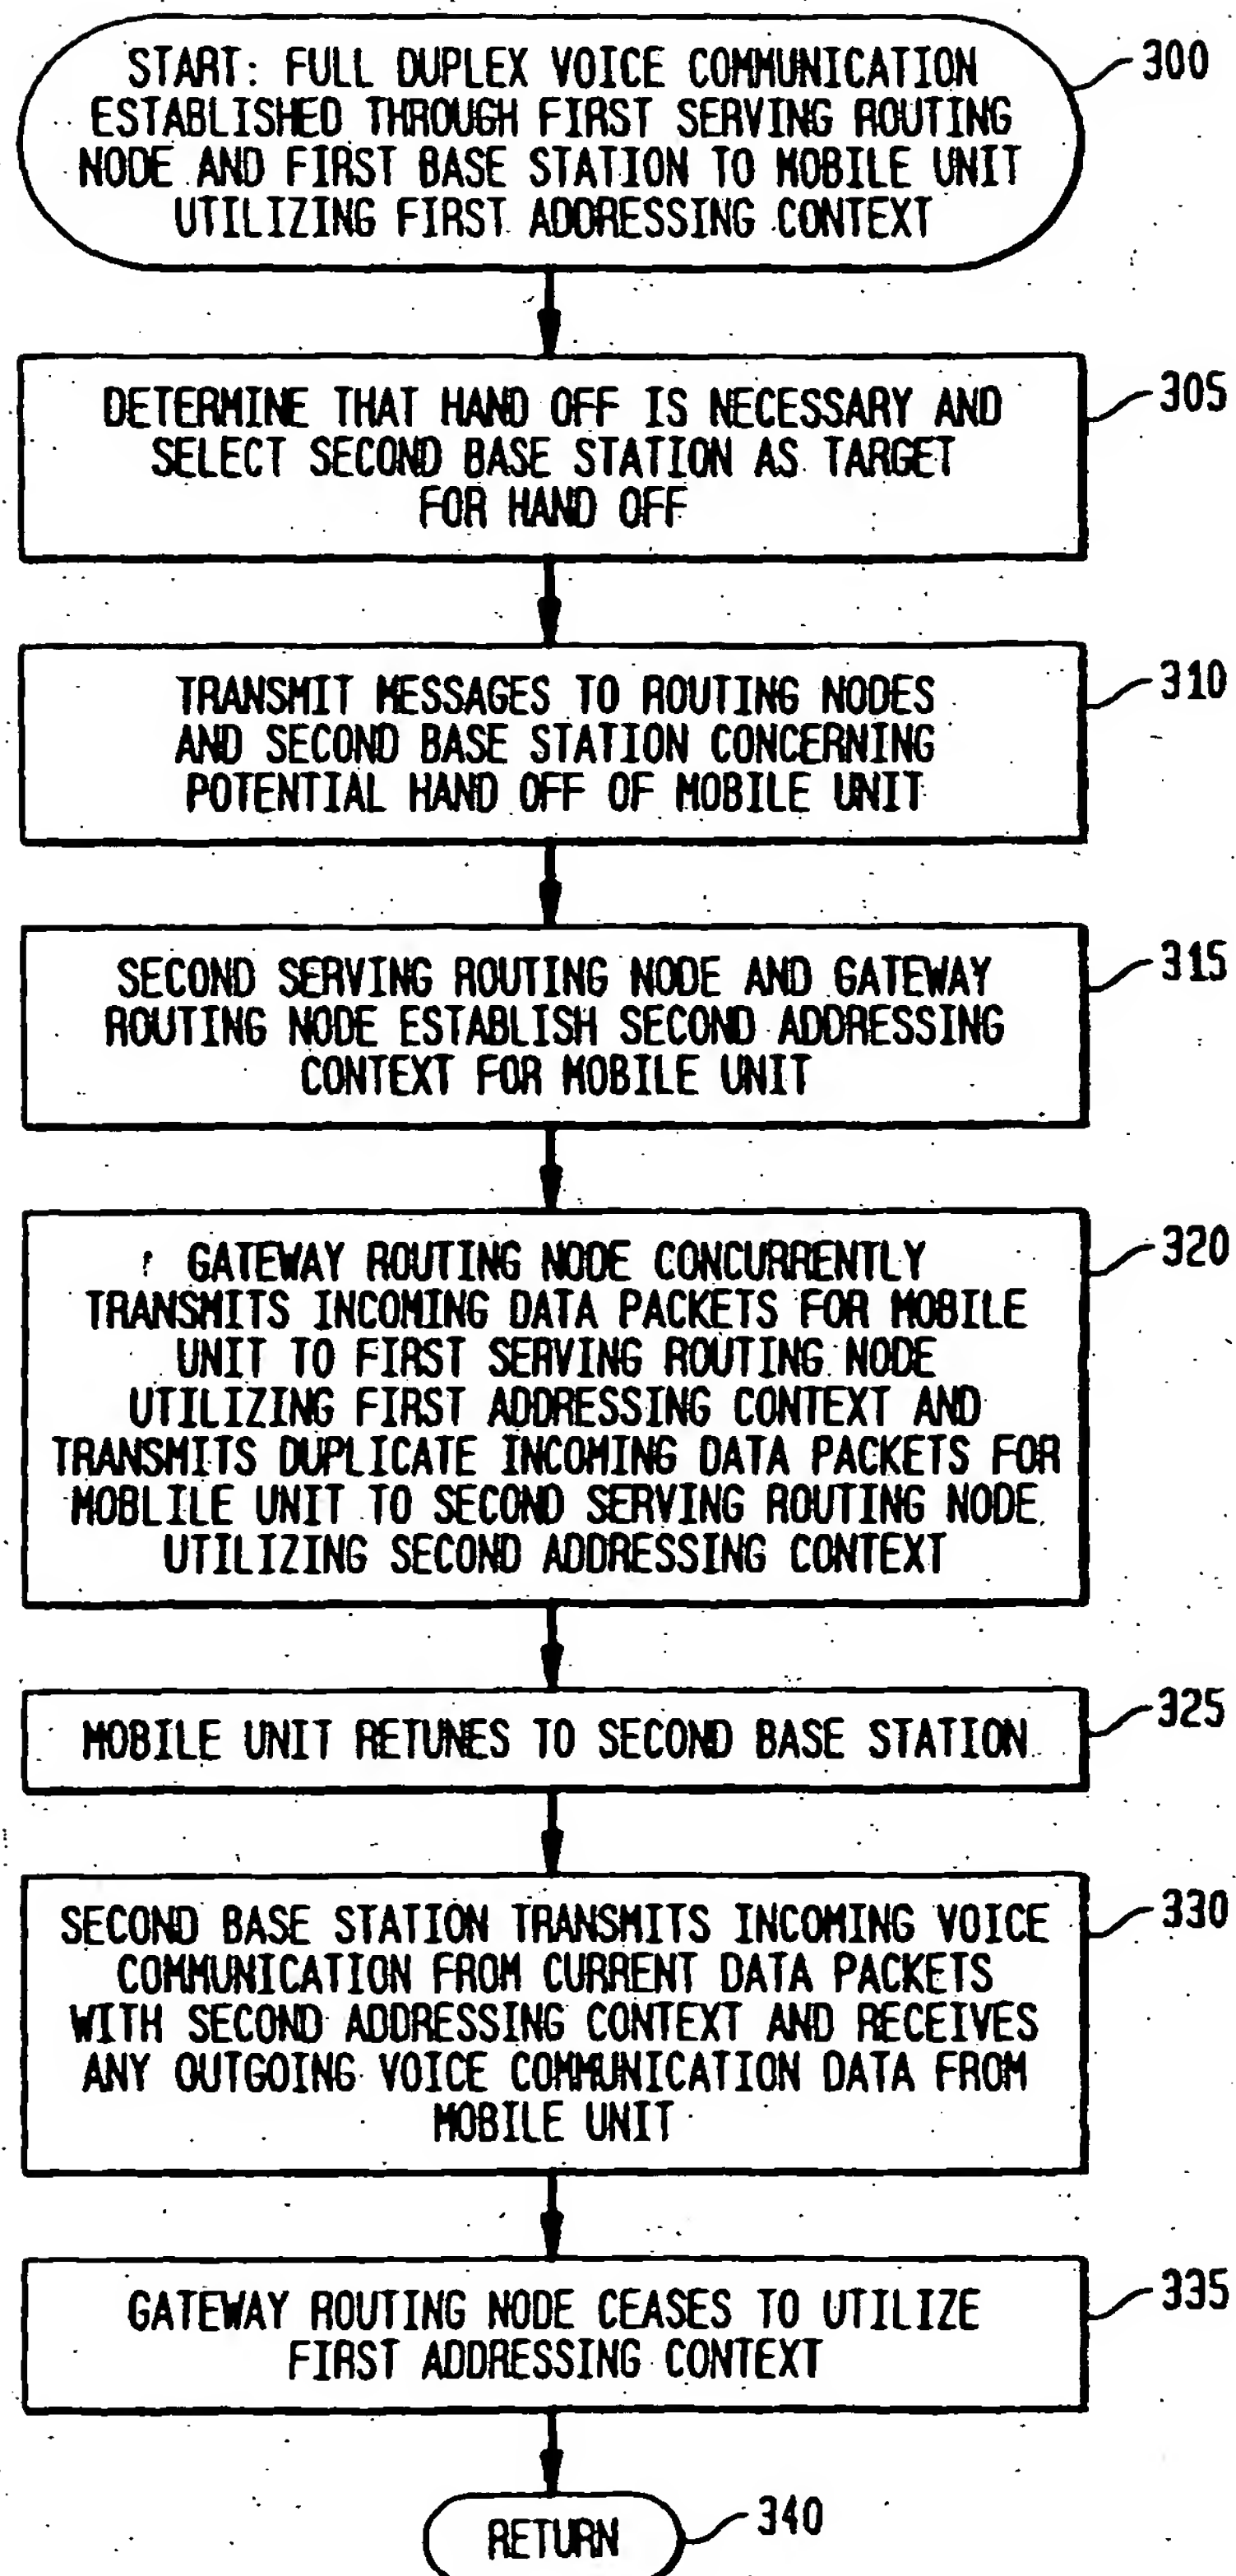 START: FULL DUPLEX VOICE COMMUNICATION
ESTABLISHED THROUGH FIRST SERVING ROUTING
NODE AND FIRST BASE STATION TO MOBILE UNIT
UTILIZING FIRST ADDRESSING CONTEXT
300
DETERMINE THAT HAND OFF IS NECESSARY AND
SELECT SECOND BASE STATION AS TARGET
FOR HAND OFF
305
TRANSMIT MESSAGES TO ROUTING NODES
AND SECOND BASE STATION CONCERNING
POTENTIAL HAND OFF OF MOBILE UNIT
310
SECOND SERVING ROUTING NODE AND GATEWAY
ROUTING NODE ESTABLISH SECOND ADDRESSING
CONTEXT FOR MOBILE UNIT
315
GATEWAY ROUTING NODE CONCURRENTLY
TRANSMITS INCOMING DATA PACKETS FOR MOBILE
UNIT TO FIRST SERVING ROUTING NODE
UTILIZING FIRST ADDRESSING CONTEXT AND
TRANSMITS DUPLICATE INCOMING DATA PACKETS FOR
MOBLILE UNIT TO SECOND SERVING ROUTING NODE
UTILIZING SECOND ADDRESSING CONTEXT
320
MOBILE UNIT RETUNES TO SECOND BASE STATION
325
SECOND BASE STATION TRANSMITS INCOMING VOICE
COMMUNICATION FROM CURRENT DATA PACKETS
WITH SECOND ADDRESSING CONTEXT AND RECEIVES
ANY OUTGOING VOICE COMMUNICATION DATA FROM
MOBILE UNIT
330
GATEWAY ROUTING NODE CEASES TO UTILIZE
FIRST ADDRESSING CONTEXT
335
RETURN
340